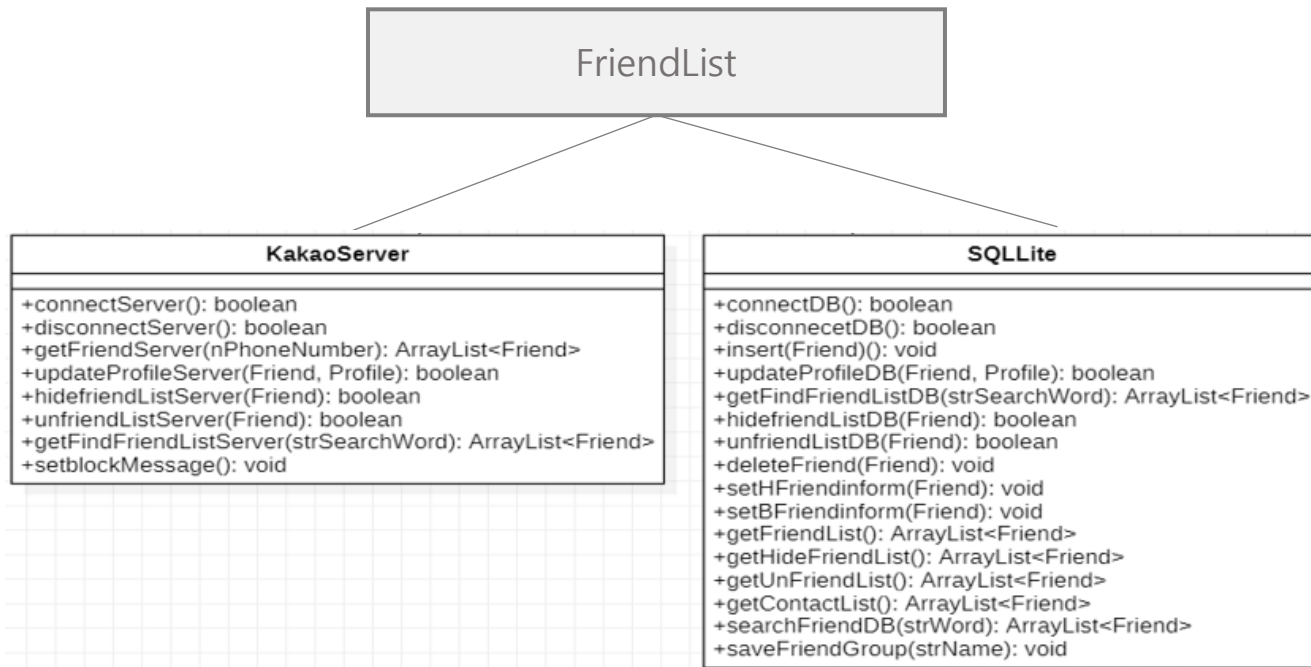 FriendList
KakaoServer
+connectServer(): boolean
+disconnectServer(): boolean
+getFriendServer(nPhoneNumber): ArrayList<Friend>
+updateProfileServer(Friend, Profile): boolean
+hidefriendListServer(Friend): boolean
+unfriendListServer(Friend): boolean
+getFindFriendListServer(strSearchWord): ArrayList<Friend>
+setblockMessage(): void
SQLLite
+connectDB(): boolean
+disconnecetDB(): boolean
+insert(Friend)(): void
+updateProfileDB(Friend, Profile): boolean
+getFindFriendListDB(strSearchWord): ArrayList<Friend>
+hidefriendListDB(Friend): boolean
+unfriendListDB(Friend): boolean
+deleteFriend(Friend): void
+setHFriendinform(Friend): void
+setBFriendinform(Friend): void
+getFriendList(): ArrayList<Friend>
+getHideFriendList(): ArrayList<Friend>
+getUnFriendList(): ArrayList<Friend>
+getContactList(): ArrayList<Friend>
+searchFriendDB(strWord): ArrayList<Friend>
+saveFriendGroup(strName): void